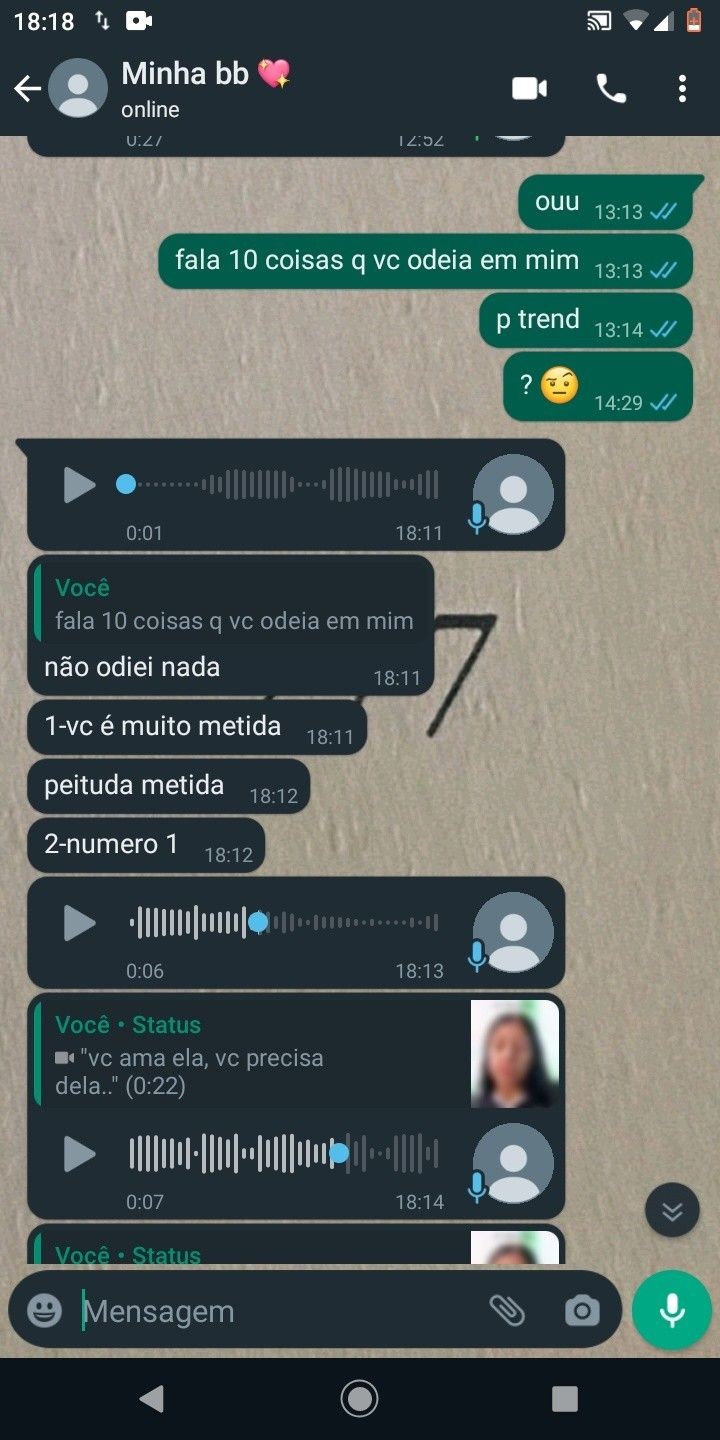 18:18
Minha bb 💖
online
0:27 12:52
ouu 13:13
fala 10 coisas q vc odeia em mim 13:13
p trend 13:14
? 🤨 14:29
0:01 18:11
Você
fala 10 coisas q vc odeia em mim
não odiei nada 18:11
1-vc é muito metida 18:11
peituda metida 18:12
2-numero 1 18:12
0:06 18:13
Você • Status
"vc ama ela, vc precisa
dela.." (0:22)
0:07 18:14
Você • Status
Mensagem
7